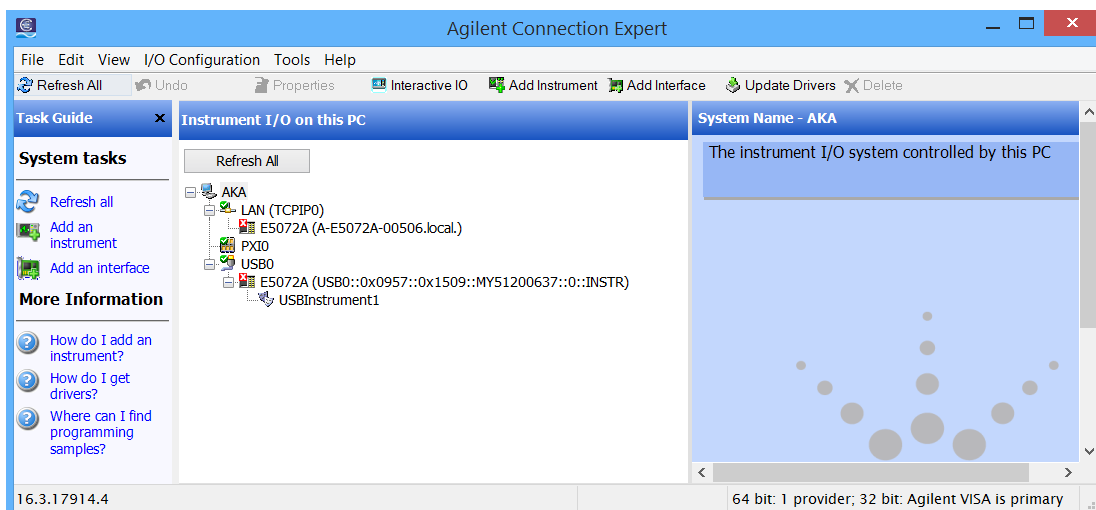 Agilent Connection Expert
File Edit View I/O Configuration Tools Help
Refresh All Undo Properties Interactive IO Add Instrument Add Interface Update Drivers Delete
Task Guide
System tasks
Refresh all
Add an
instrument
Add an interface
More Information
How do I add an
instrument?
How do I get
drivers?
Where can I find
programming
samples?
Instrument I/O on this PC
Refresh All
AKA
LAN (TCPIP0)
E5072A (A-E5072A-00506.local.)
PXI0
USB0
E5072A (USB0::0x0957::0x1509::MY51200637::0::INSTR)
USBInstrument1
System Name - AKA
The instrument I/O system controlled by this PC
16.3.17914.4
64 bit: 1 provider; 32 bit: Agilent VISA is primary